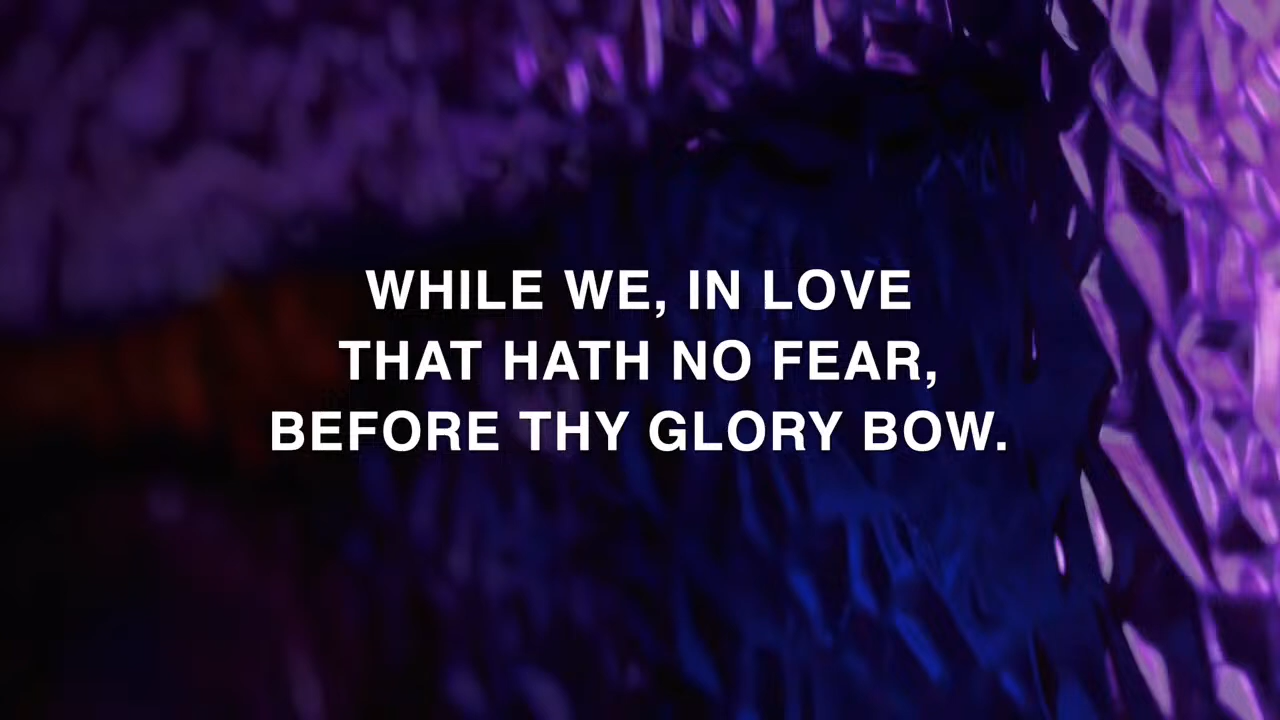 WHILE WE, IN LOVE
THAT HATH NO FEAR,
BEFORE THY GLORY BOW.